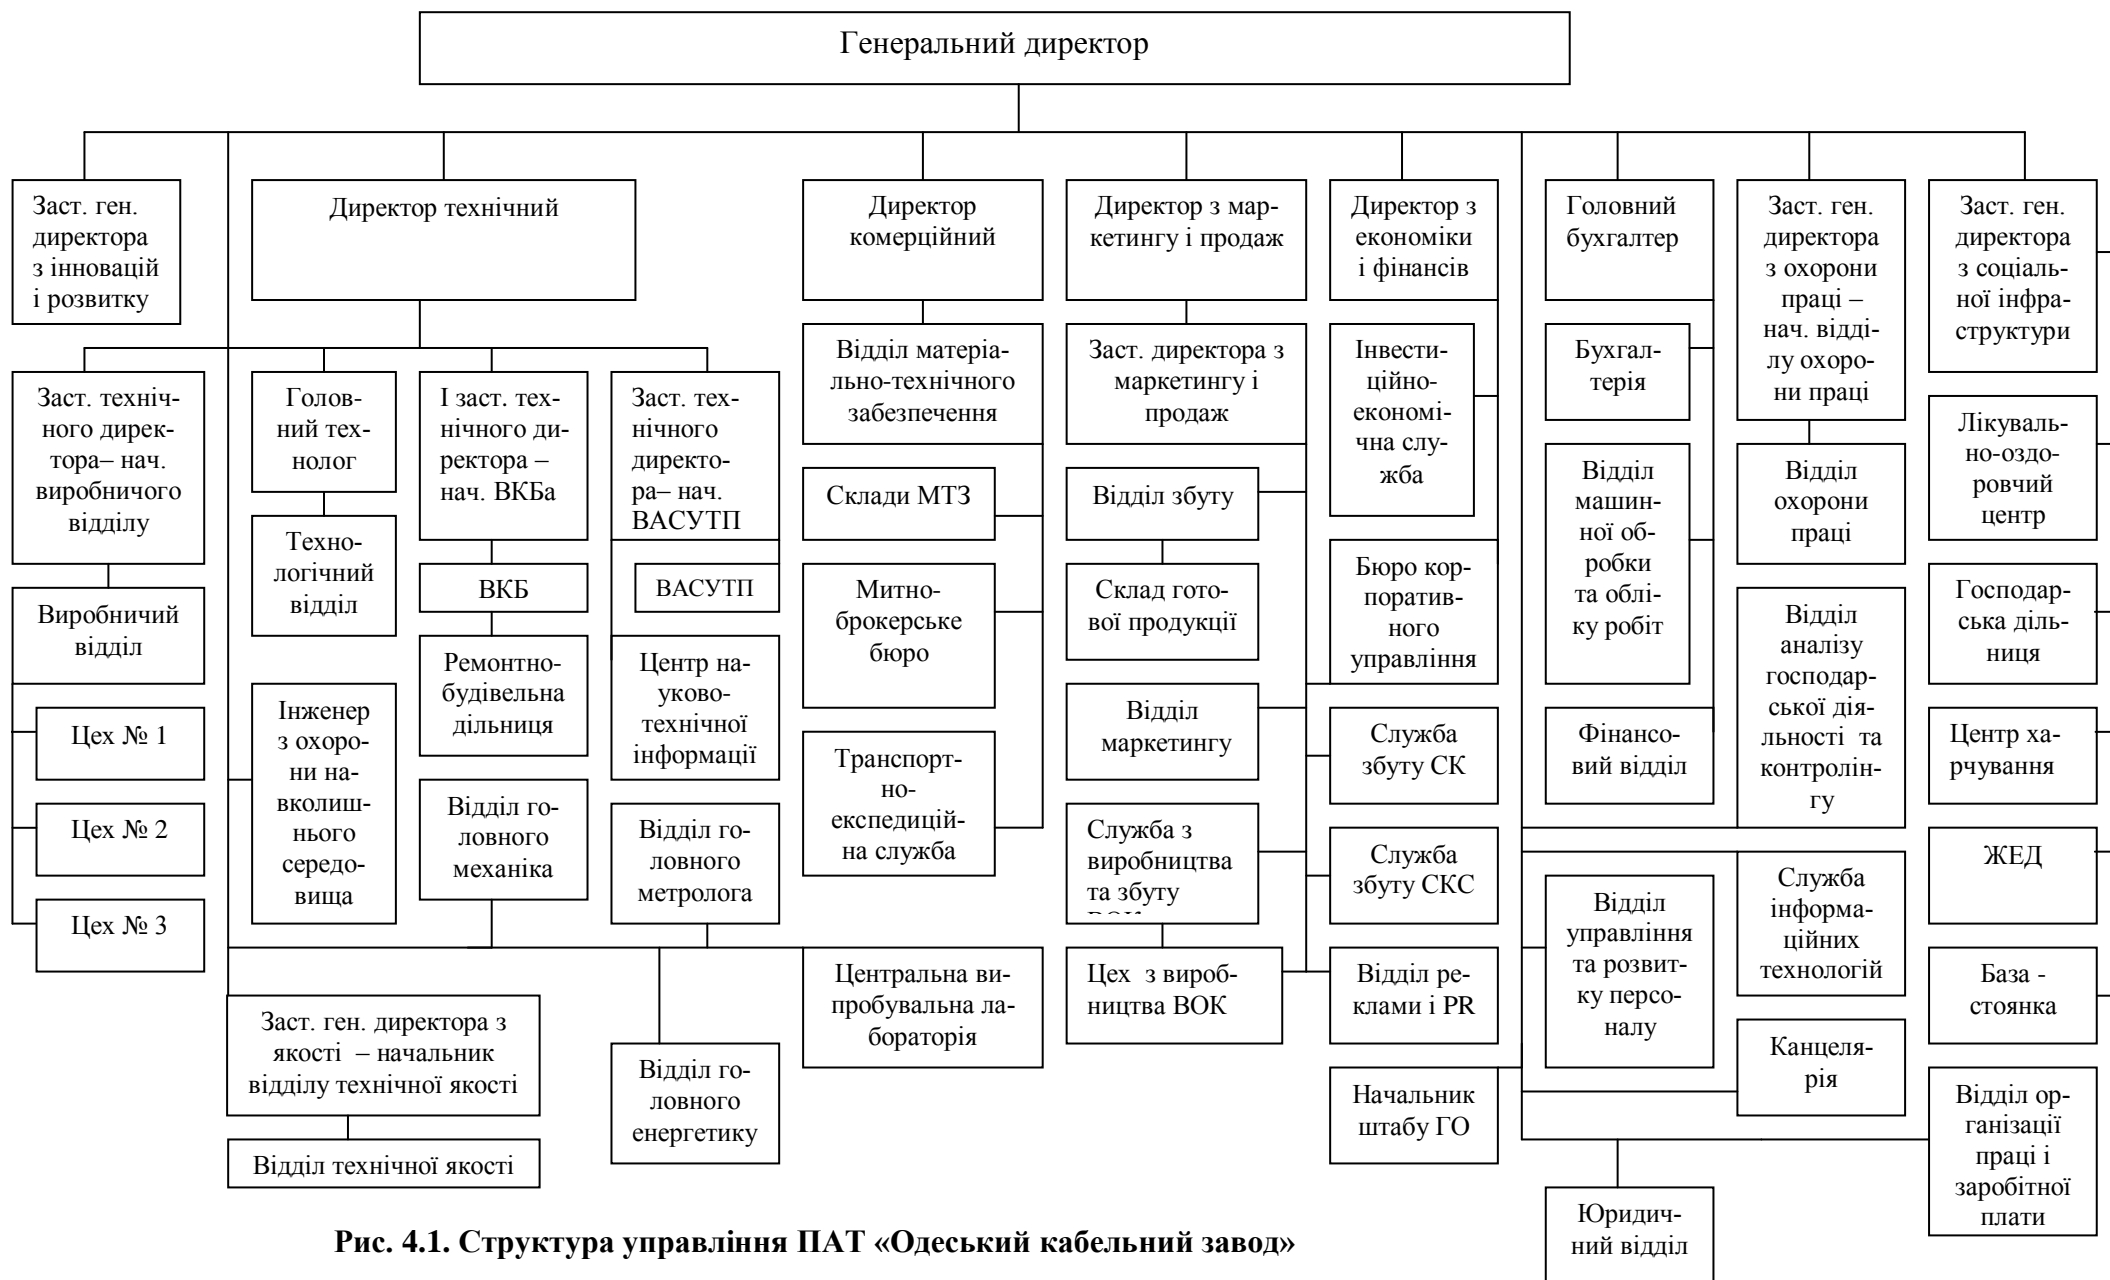 Генеральний директор
Заст. ген.
директора
з інновацій
і розвитку
Директор технічний
Директор
комерційний
Директор з мар-
кетингу і продаж
Директор з
економіки
і фінансів
Головний
бухгалтер
Заст. ген.
директора
з охорони
праці –
нач. відді-
лу охоро-
ни праці
Заст. ген.
директора
з соціаль-
ної інфра-
структури
Заст. техніч-
ного дирек-
тора– нач.
виробничого
відділу
Голов-
ний тех-
нолог
І заст. тех-
нічного ди-
ректора –
нач. ВКБа
Заст. тех-
нічного
директо-
ра– нач.
ВАСУТП
Відділ матеріа-
льно-технічного
забезпечення
Заст. директора з
маркетингу і
продаж
Інвести-
ційно-
економі-
чна слу-
жба
Бухгал-
терія
Лікуваль-
но-оздо-
ровчий
центр
Склади МТЗ
Відділ збуту
Відділ
машин-
ної об-
робки
та облі-
ку робіт
Відділ
охорони
праці
Техно-
логічний
відділ
ВКБ
ВАСУТП
Митно-
брокерське
бюро
Склад гото-
вої продукції
Бюро кор-
поратив-
ного
управління
Господар-
ська діль-
ниця
Виробничий
відділ
Відділ
аналізу
господар-
ської дія-
льності та
контролін-
гу
Інженер
з охоро-
ни на-
вколиш-
нього
середо-
вища
Ремонтно-
будівельна
дільниця
Центр на-
уково-
технічної
інформації
Відділ
маркетингу
Служба
збуту СК
Фінансо-
вий відділ
Центр ха-
рчування
Цех № 1
Транспорт-
но-
експедицій-
на служба
Цех № 2
Відділ го-
ловного
механіка
Відділ го-
ловного
метролога
Служба з
виробництва
та збуту
Служба
збуту СКС
ЖЕД
Служба
інформа-
ційних
технологій
Відділ
управління
та розвит-
ку персо-
налу
Цех № 3
Центральна ви-
пробувальна ла-
бораторія
Цех з вироб-
ництва ВОК
Відділ ре-
клами і PR
База -
стоянка
Заст. ген. директора з
якості – начальник
відділу технічної якості
Відділ го-
ловного
енергетику
Канцеля-
рія
Начальник
штабу ГО
Відділ ор-
ганізації
праці і
заробітної
плати
Відділ технічної якості
Юридич-
ний відділ
Рис. 4.1. Структура управління ПАТ «Одеський кабельний завод»